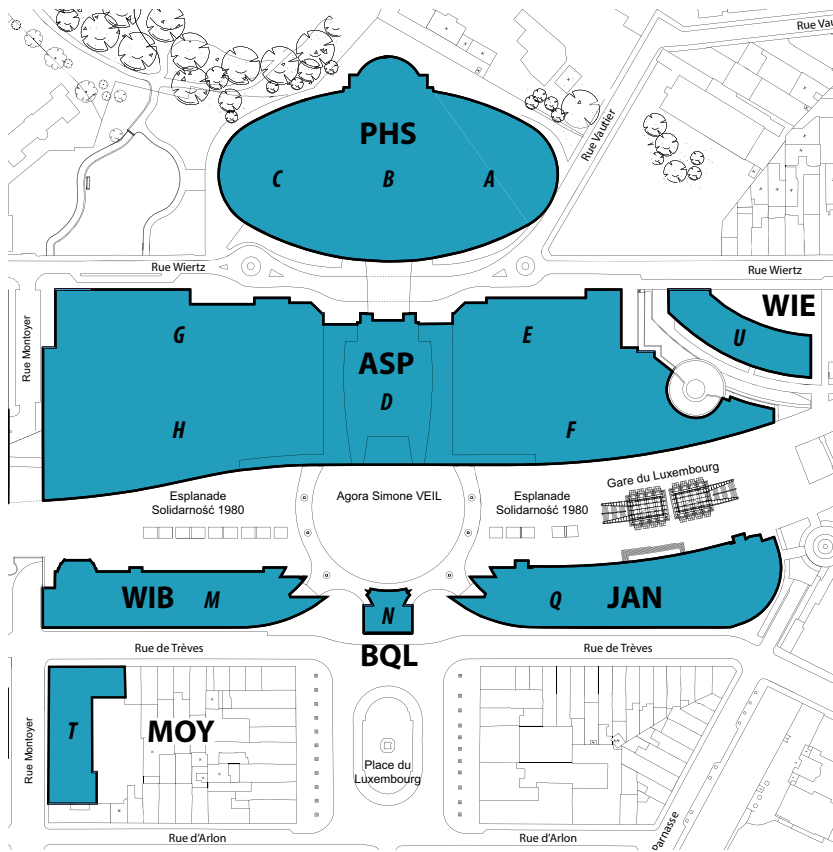 Rue Vau
PHS
Rue Vautier
C
B
A
Rue Wiertz
Rue Wiertz
WIE
Rue Montoyer
G
E
U
ASP
D
H
F
Gare du Luxembourg
Esplanade
Solidarność 1980
Agora Simone VEIL
Esplanade
Solidarność 1980
WIB
M
N
Q
JAN
Rue de Trèves
Rue de Trèves
BQL
T
MOY
Rue Montoyer
Place du
Luxembourg
Parnasse
Rue d'Arlon
Rue d'Arlon